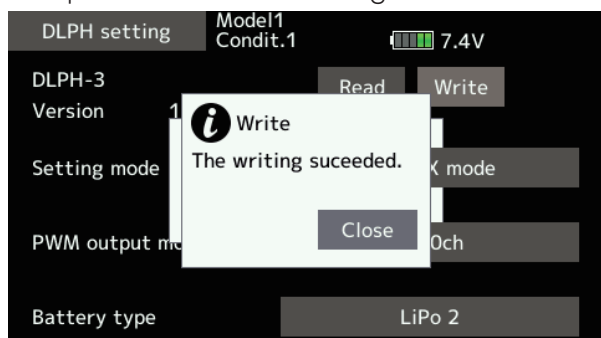 DLPH setting
Model1
Condit.1
7.4V
DLPH-3
Read
Write
Version 1
Write
The writing suceeded.
Setting mode
X mode
Close
PWM output
0ch
Battery type
LiPo 2